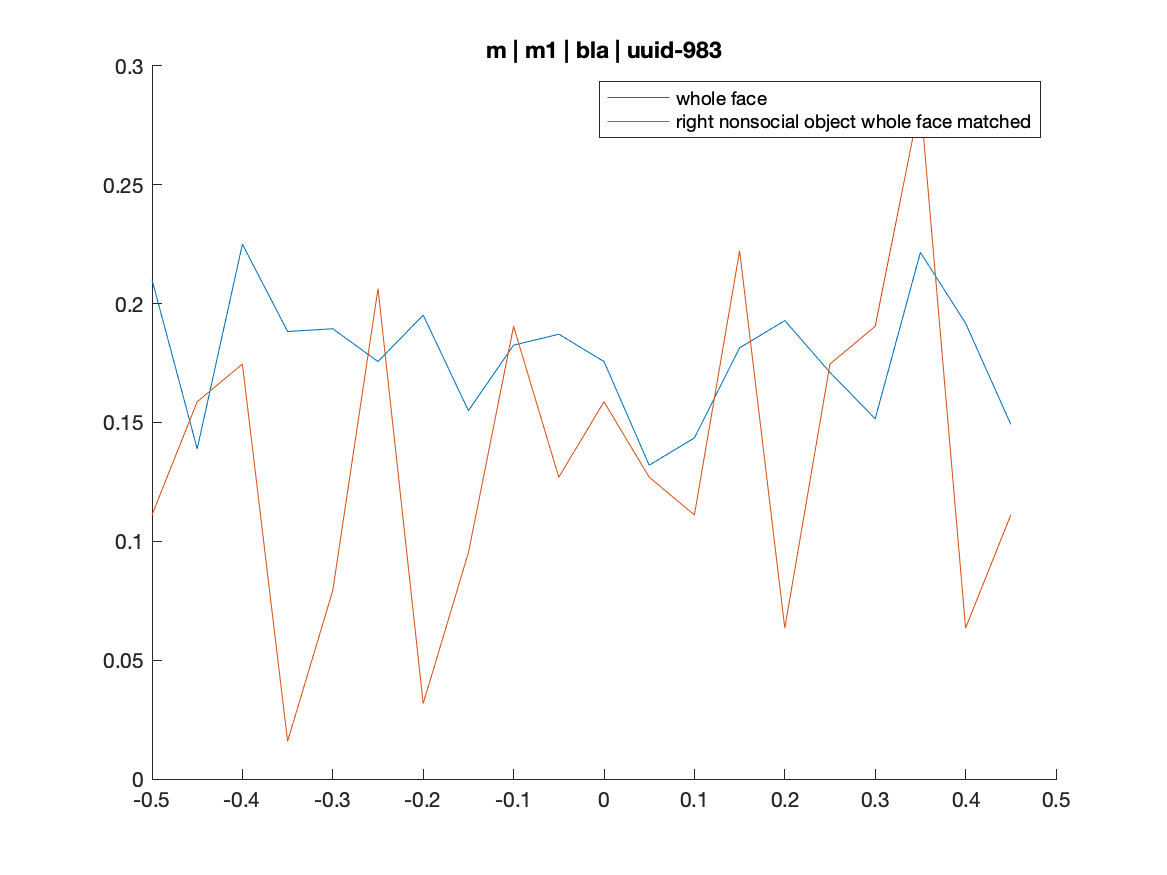 m | m1 | bla | uuid-983
whole face
right nonsocial object whole face matched
0.3
0.25
0.2
0.15
0.1
0.05
0
-0.5 -0.4 -0.3 -0.2 -0.1 0 0.1 0.2 0.3 0.4 0.5